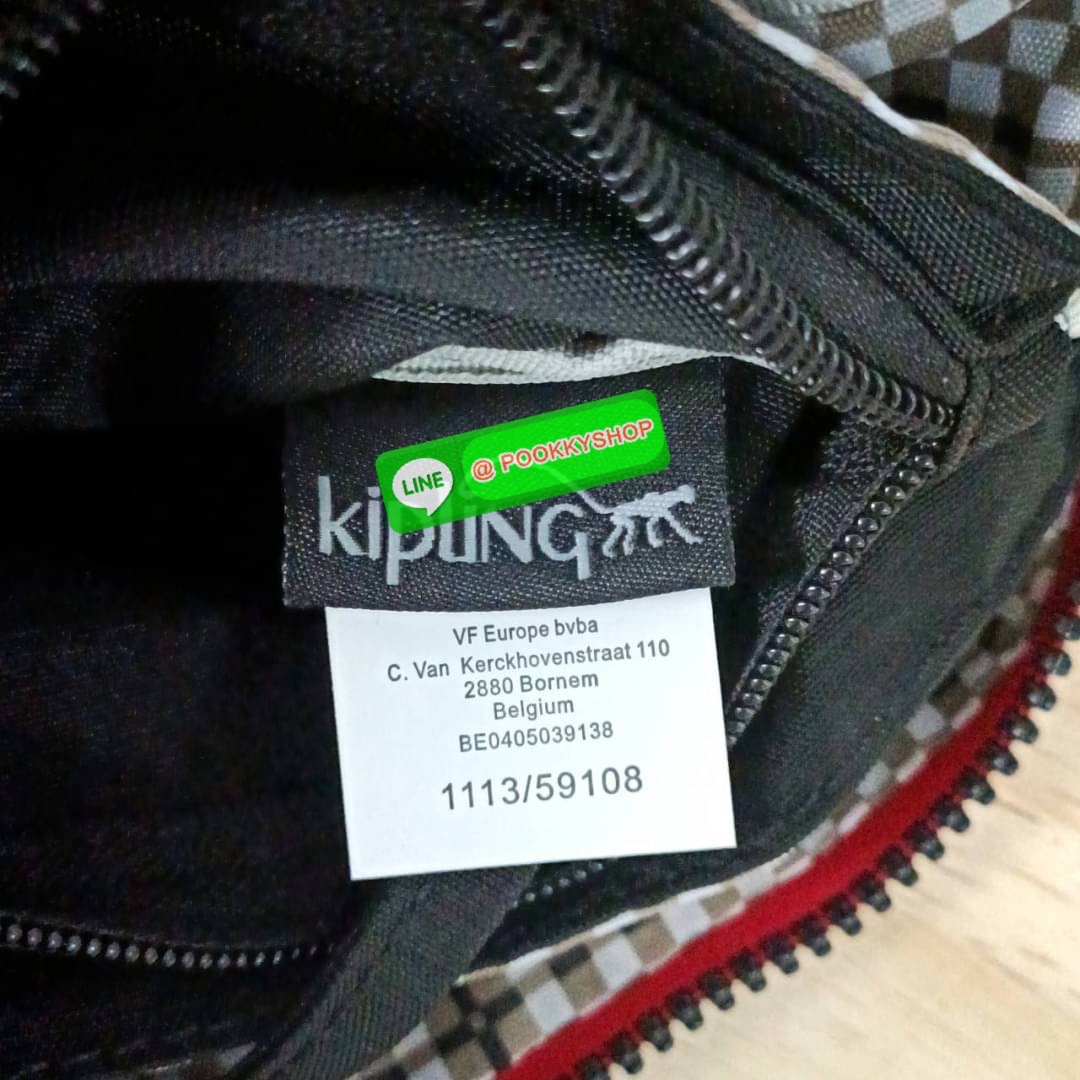 LINE @ POOKKYSHOP
kipling
VF Europe bvba
C. Van Kerckhovenstraat 110
2880 Bornem
Belgium
BE0405039138
1113/59108